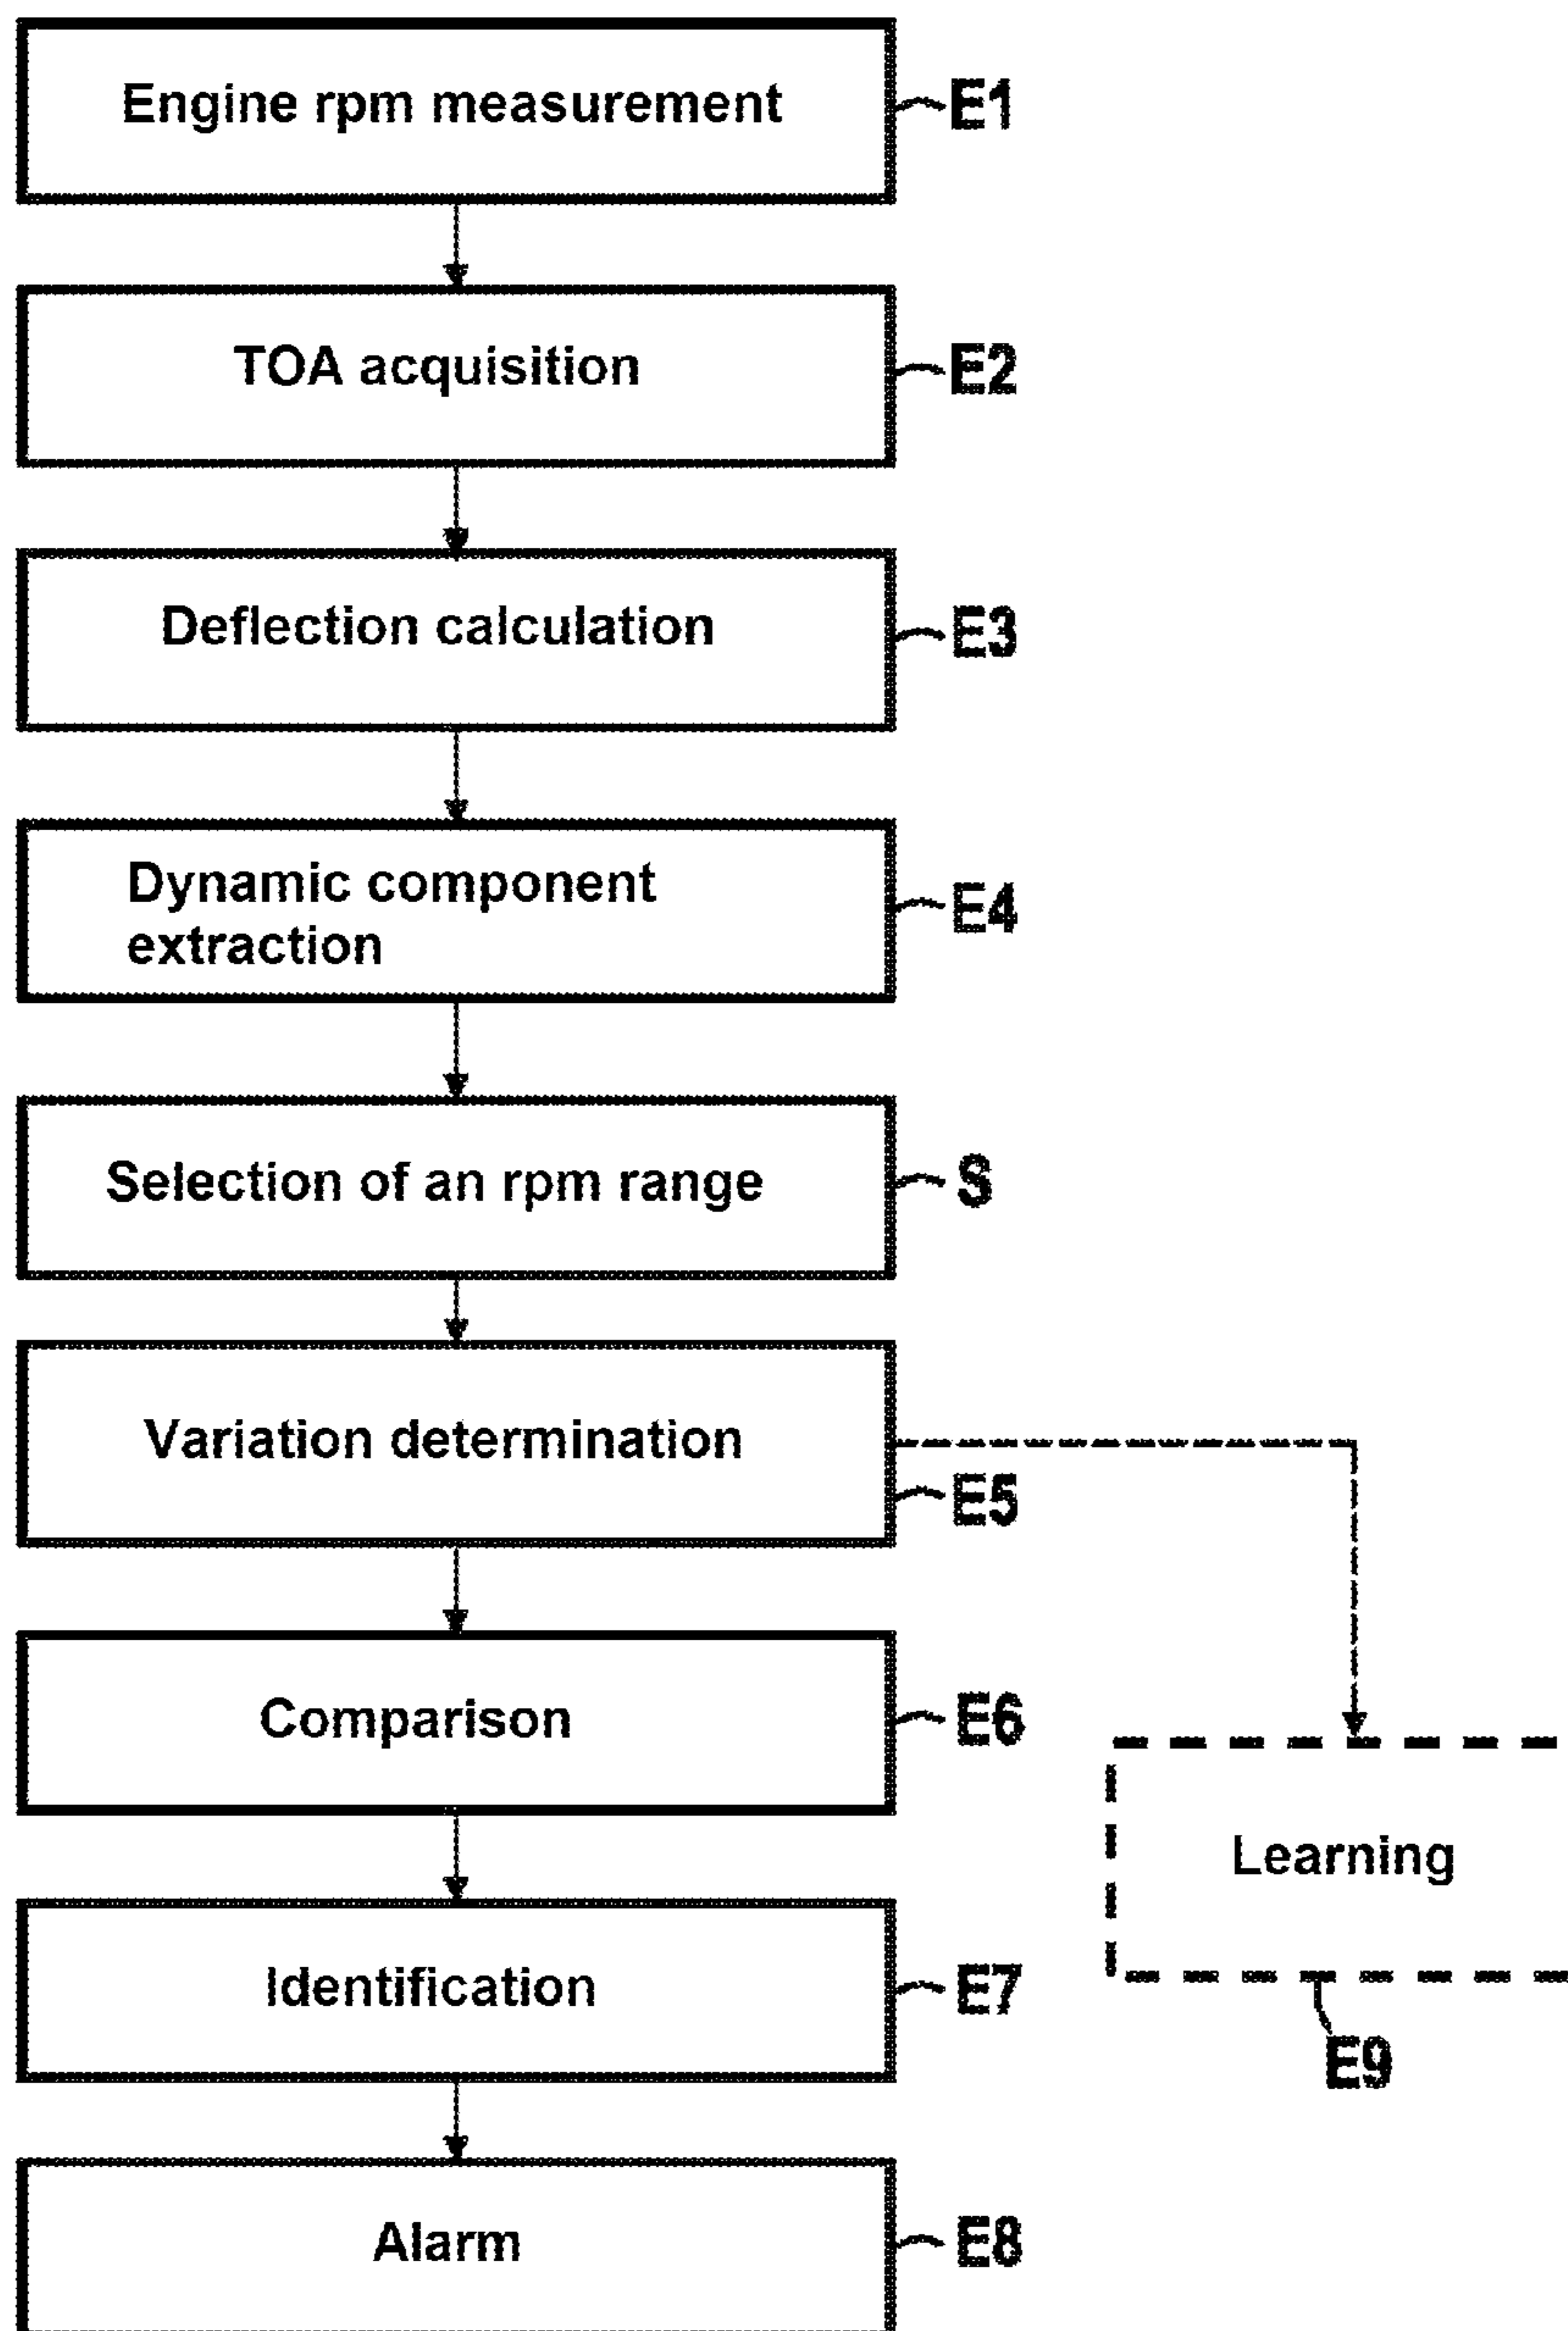 Engine rpm measurement
E1
TOA acquisition
E2
Deflection calculation
E3
Dynamic component
extraction
E4
Selection of an rpm range
S
Variation determination
E5
Comparison
E6
Learning
E9
Identification
E7
Alarm
E8